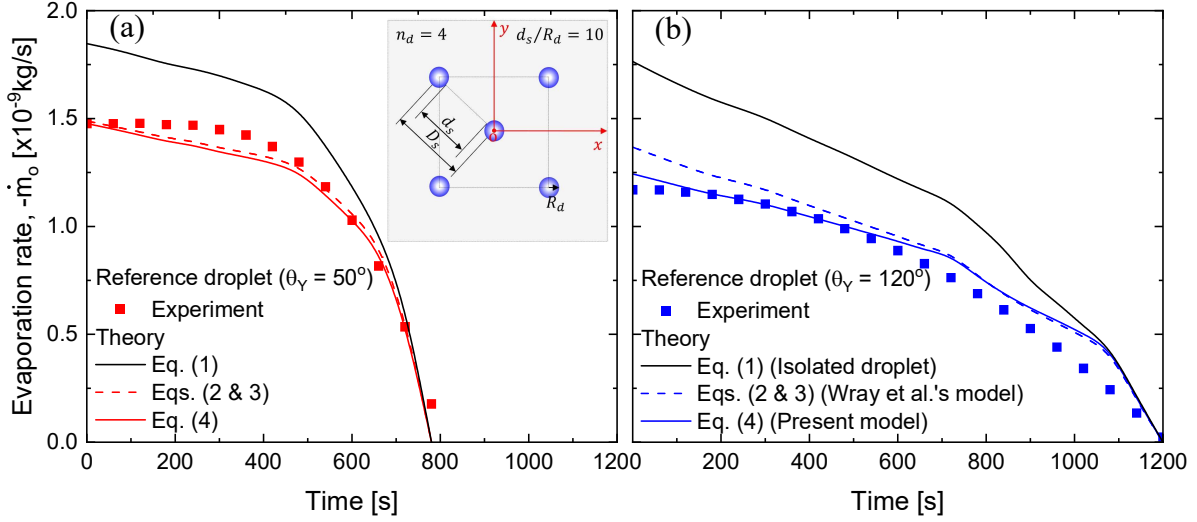 (a)
n_d = 4
d_s/R_d = 10
y
x
O
d_s
D_s
R_d
(b)
Evaporation rate, -ṁ_o [x10⁻⁹kg/s]
2.0
1.5
1.0
0.5
0.0
Reference droplet (θ_Y = 50°)
Experiment
Theory
Eq. (1)
Eqs. (2 & 3)
Eq. (4)
0 200 400 600 800 1000 1200
Time [s]
Reference droplet (θ_Y = 120°)
Experiment
Theory
Eq. (1) (Isolated droplet)
Eqs. (2 & 3) (Wray et al.'s model)
Eq. (4) (Present model)
0 200 400 600 800 1000 1200
Time [s]